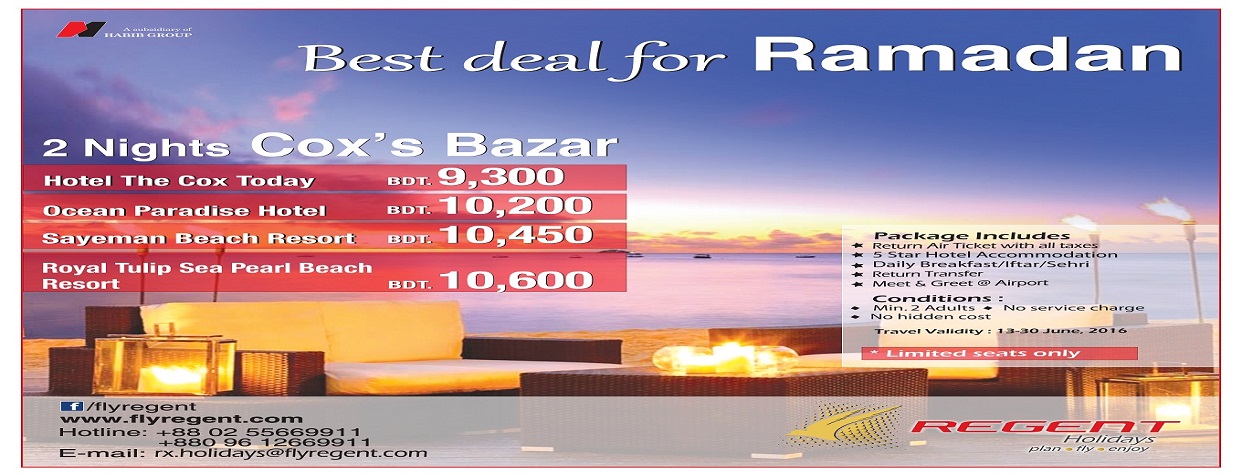 A subsidiary of
HABIB GROUP
Best deal for Ramadan
2 Nights Cox's Bazar
Hotel The Cox Today BDT. 9,300
Ocean Paradise Hotel BDT. 10,200
Sayeman Beach Resort BDT. 10,450
Royal Tulip Sea Pearl Beach
Resort BDT. 10,600
Package Includes
★ Return Air Ticket with all taxes
★ 5 Star Hotel Accommodation
★ Daily Breakfast/Iftar/Sehri
★ Return Transfer
★ Meet & Greet @ Airport
Conditions :
◆ Min. 2 Adults ◆ No service charge
◆ No hidden cost
Travel Validity : 13-30 June, 2016
* Limited seats only
f/flyregent
www.flyregent.com
Hotline: +88 02 55669911
+880 96 12669911
E-mail: rx.holidays@flyregent.com
REGENT
Holidays
plan fly enjoy